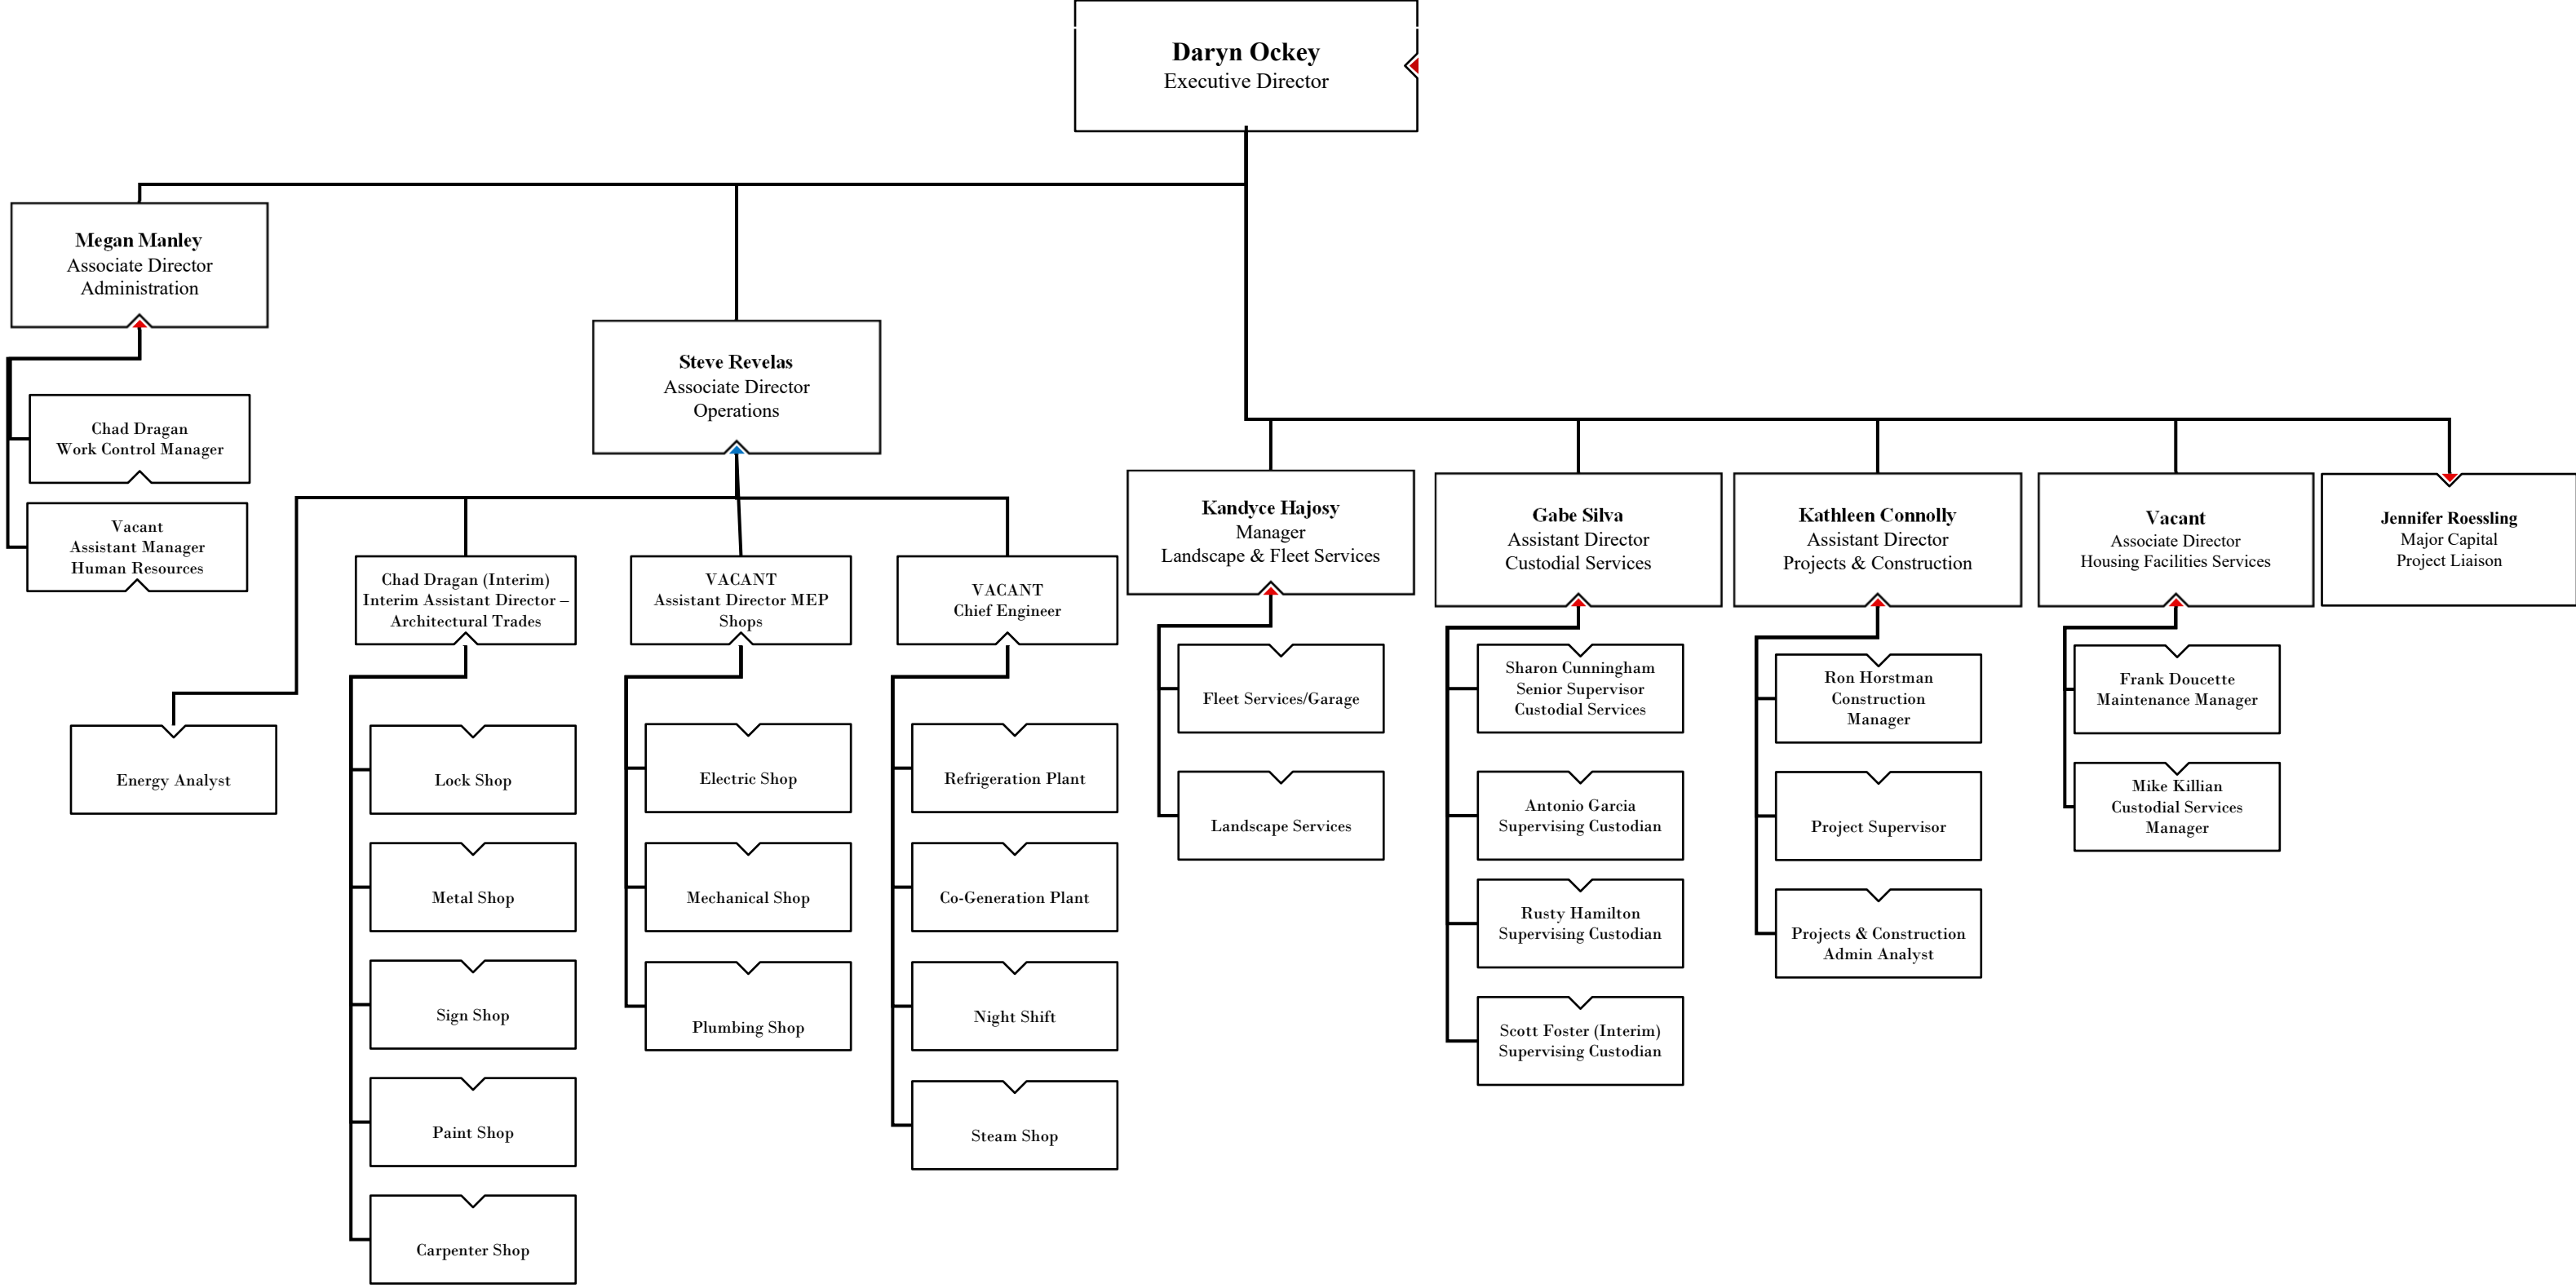 Daryn Ockey
Executive Director
Megan Manley
Associate Director
Administration
Chad Dragan
Work Control Manager
Vacant
Assistant Manager
Human Resources
Steve Revelas
Associate Director
Operations
Energy Analyst
Chad Dragan (Interim)
Interim Assistant Director –
Architectural Trades
Lock Shop
Metal Shop
Sign Shop
Paint Shop
Carpenter Shop
VACANT
Assistant Director MEP
Shops
Electric Shop
Mechanical Shop
Plumbing Shop
VACANT
Chief Engineer
Refrigeration Plant
Co-Generation Plant
Night Shift
Steam Shop
Kandyce Hajosy
Manager
Landscape & Fleet Services
Fleet Services/Garage
Landscape Services
Gabe Silva
Assistant Director
Custodial Services
Sharon Cunningham
Senior Supervisor
Custodial Services
Antonio Garcia
Supervising Custodian
Rusty Hamilton
Supervising Custodian
Scott Foster (Interim)
Supervising Custodian
Kathleen Connolly
Assistant Director
Projects & Construction
Ron Horstman
Construction
Manager
Project Supervisor
Projects & Construction
Admin Analyst
Vacant
Associate Director
Housing Facilities Services
Frank Doucette
Maintenance Manager
Mike Killian
Custodial Services
Manager
Jennifer Roessling
Major Capital
Project Liaison